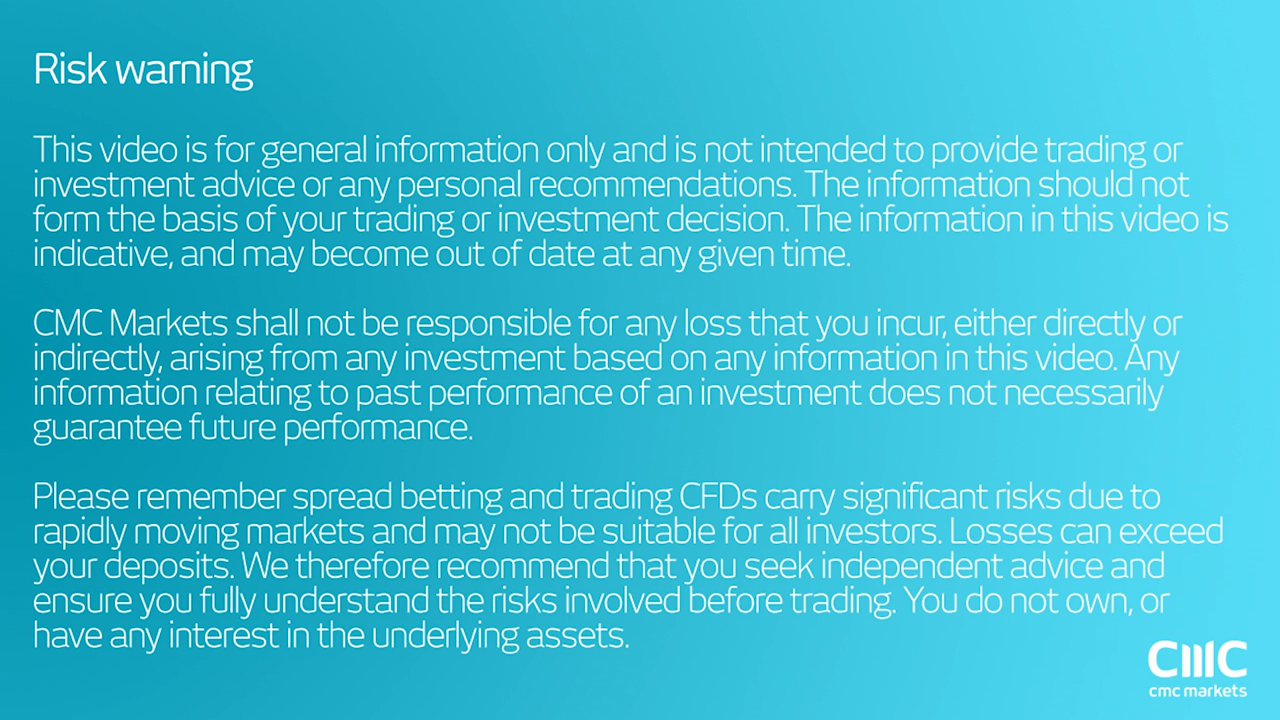 Risk warning
This video is for general information only and is not intended to provide trading or
investment advice or any personal recommendations. The information should not
form the basis of your trading or investment decision. The information in this video is
indicative, and may become out of date at any given time.
CMC Markets shall not be responsible for any loss that you incur, either directly or
indirectly, arising from any investment based on any information in this video. Any
information relating to past performance of an investment does not necessarily
guarantee future performance.
Please remember spread betting and trading CFDs carry significant risks due to
rapidly moving markets and may not be suitable for all investors. Losses can exceed
your deposits. We therefore recommend that you seek independent advice and
ensure you fully understand the risks involved before trading. You do not own, or
have any interest in the underlying assets.
CMC
cmc markets